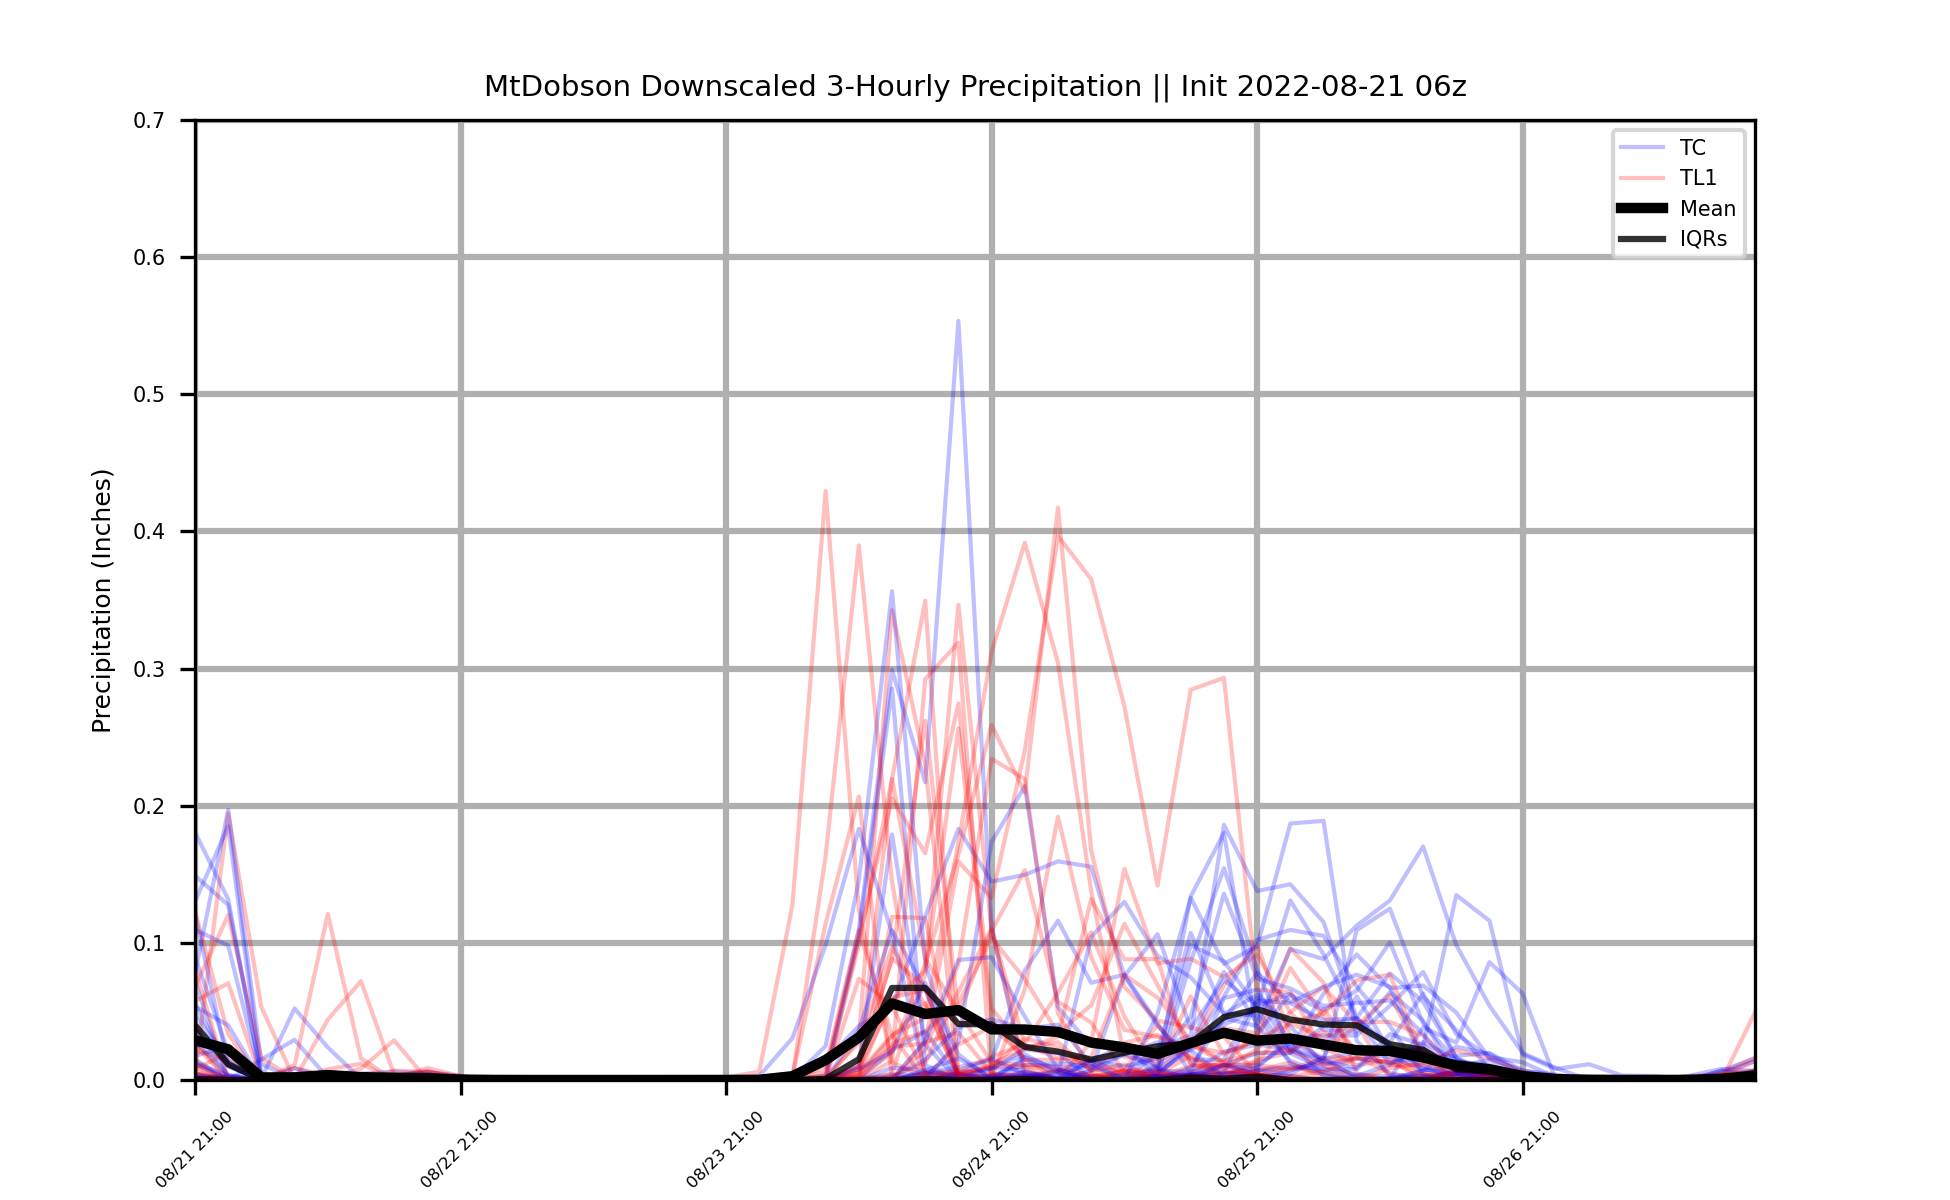 MtDobson Downscaled 3-Hourly Precipitation || Init 2022-08-21 06z
Precipitation (Inches)
0.7
0.6
0.5
0.4
0.3
0.2
0.1
0.0
TC
TL1
Mean
IQRs
08/21 21:00
08/22 21:00
08/23 21:00
08/24 21:00
08/25 21:00
08/26 21:00